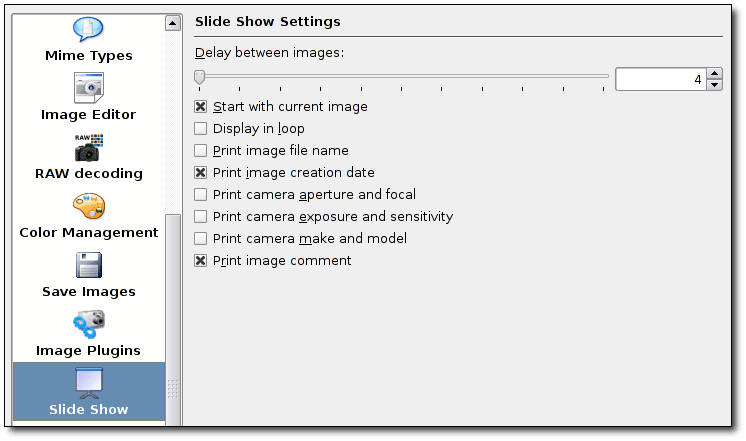 Mime Types
Image Editor
RAW
RAW decoding
Color Management
Save Images
Image Plugins
Slide Show
Slide Show Settings
Delay between images:
4
Start with current image
Display in loop
Print image file name
Print image creation date
Print camera aperture and focal
Print camera exposure and sensitivity
Print camera make and model
Print image comment